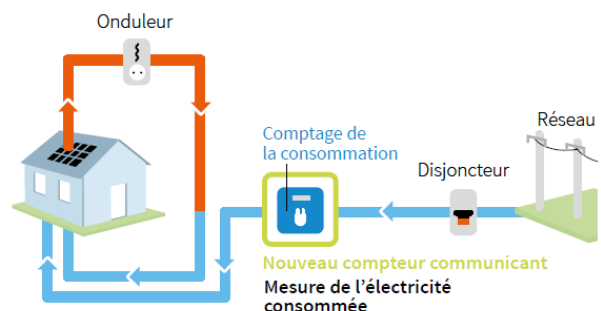 Onduleur
Réseau
Comptage de
la consommation
Disjoncteur
Nouveau compteur communicant
Mesure de l'électricité
consommée